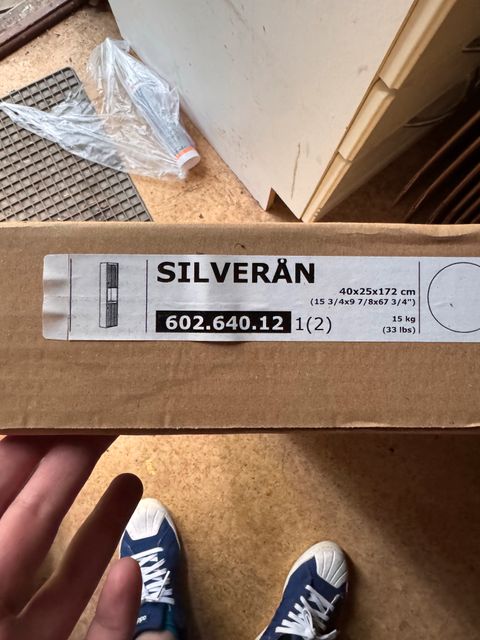 SILVERÅN
40x25x172 cm
(15 3/4x9 7/8x67 3/4")
602.640.12 1(2)
15 kg
(33 lbs)